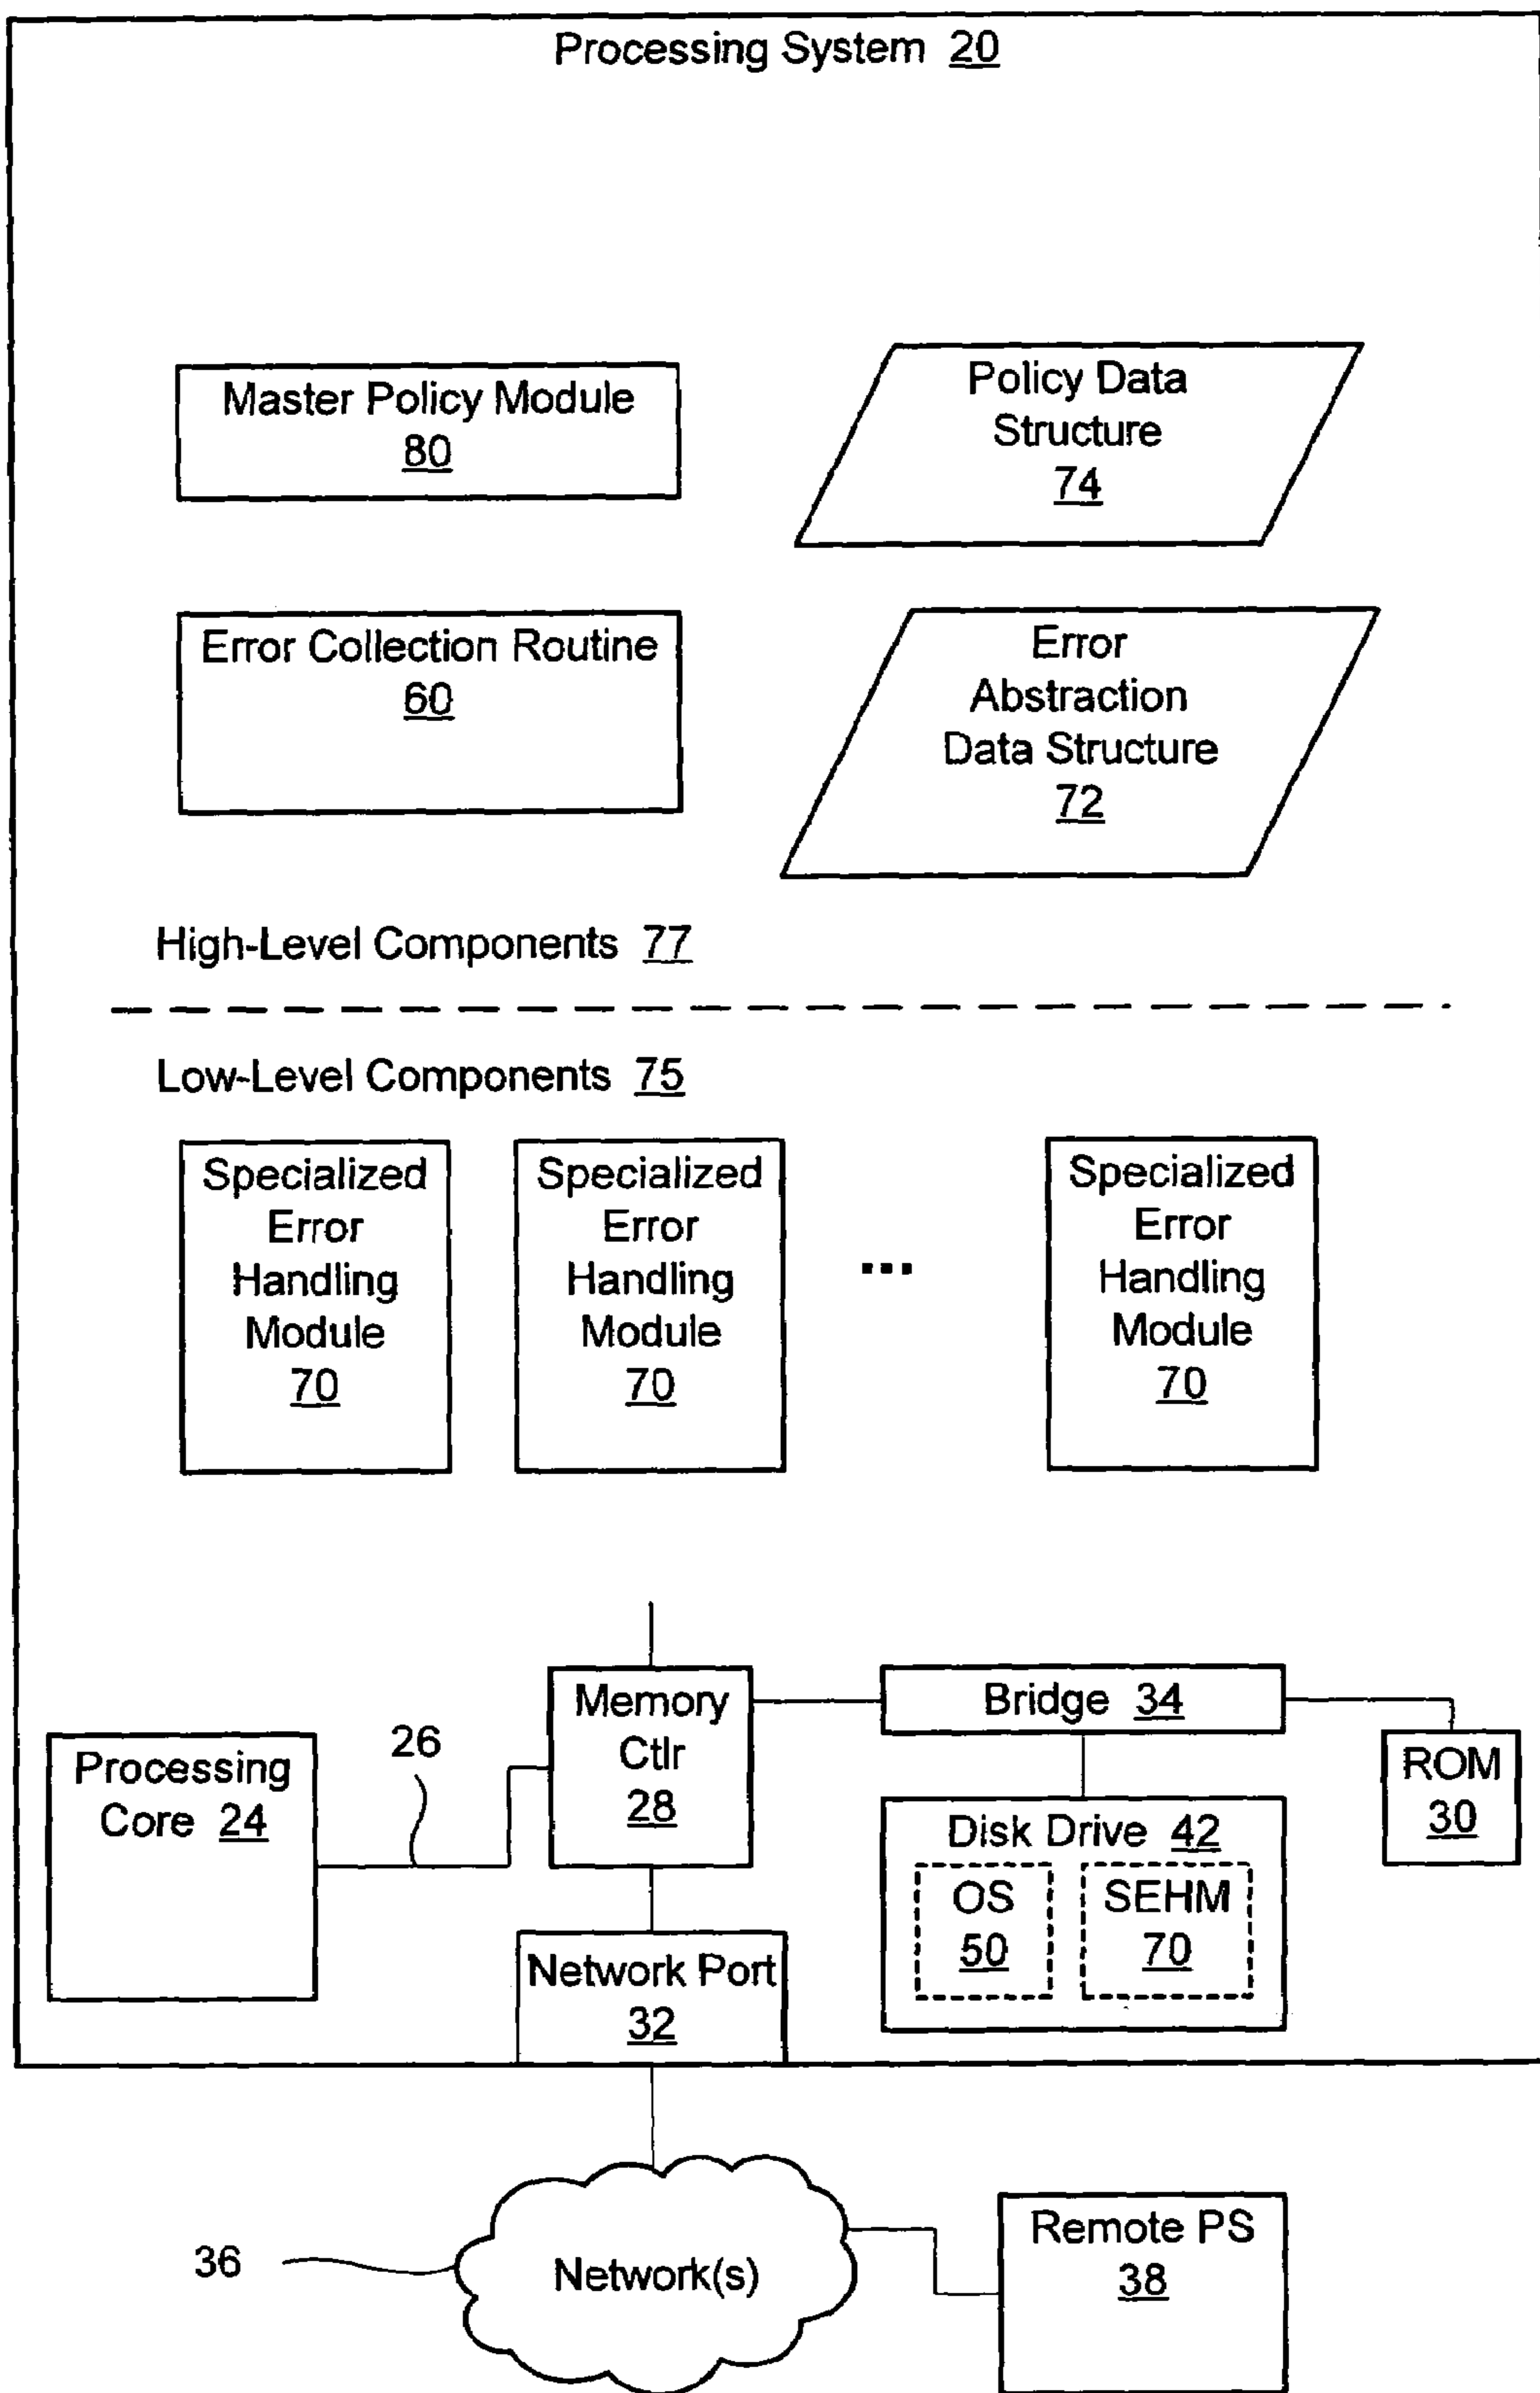 Processing System 20
Master Policy Module
80
Policy Data
Structure
74
Error Collection Routine
60
Error
Abstraction
Data Structure
72
High-Level Components 77
Low-Level Components 75
Specialized
Error
Handling
Module
70
Specialized
Error
Handling
Module
70
...
Specialized
Error
Handling
Module
70
Processing
Core 24
26
Memory
Ctlr
28
Bridge 34
ROM
30
Disk Drive 42
OS
50
SEHM
70
Network Port
32
36
Network(s)
Remote PS
38